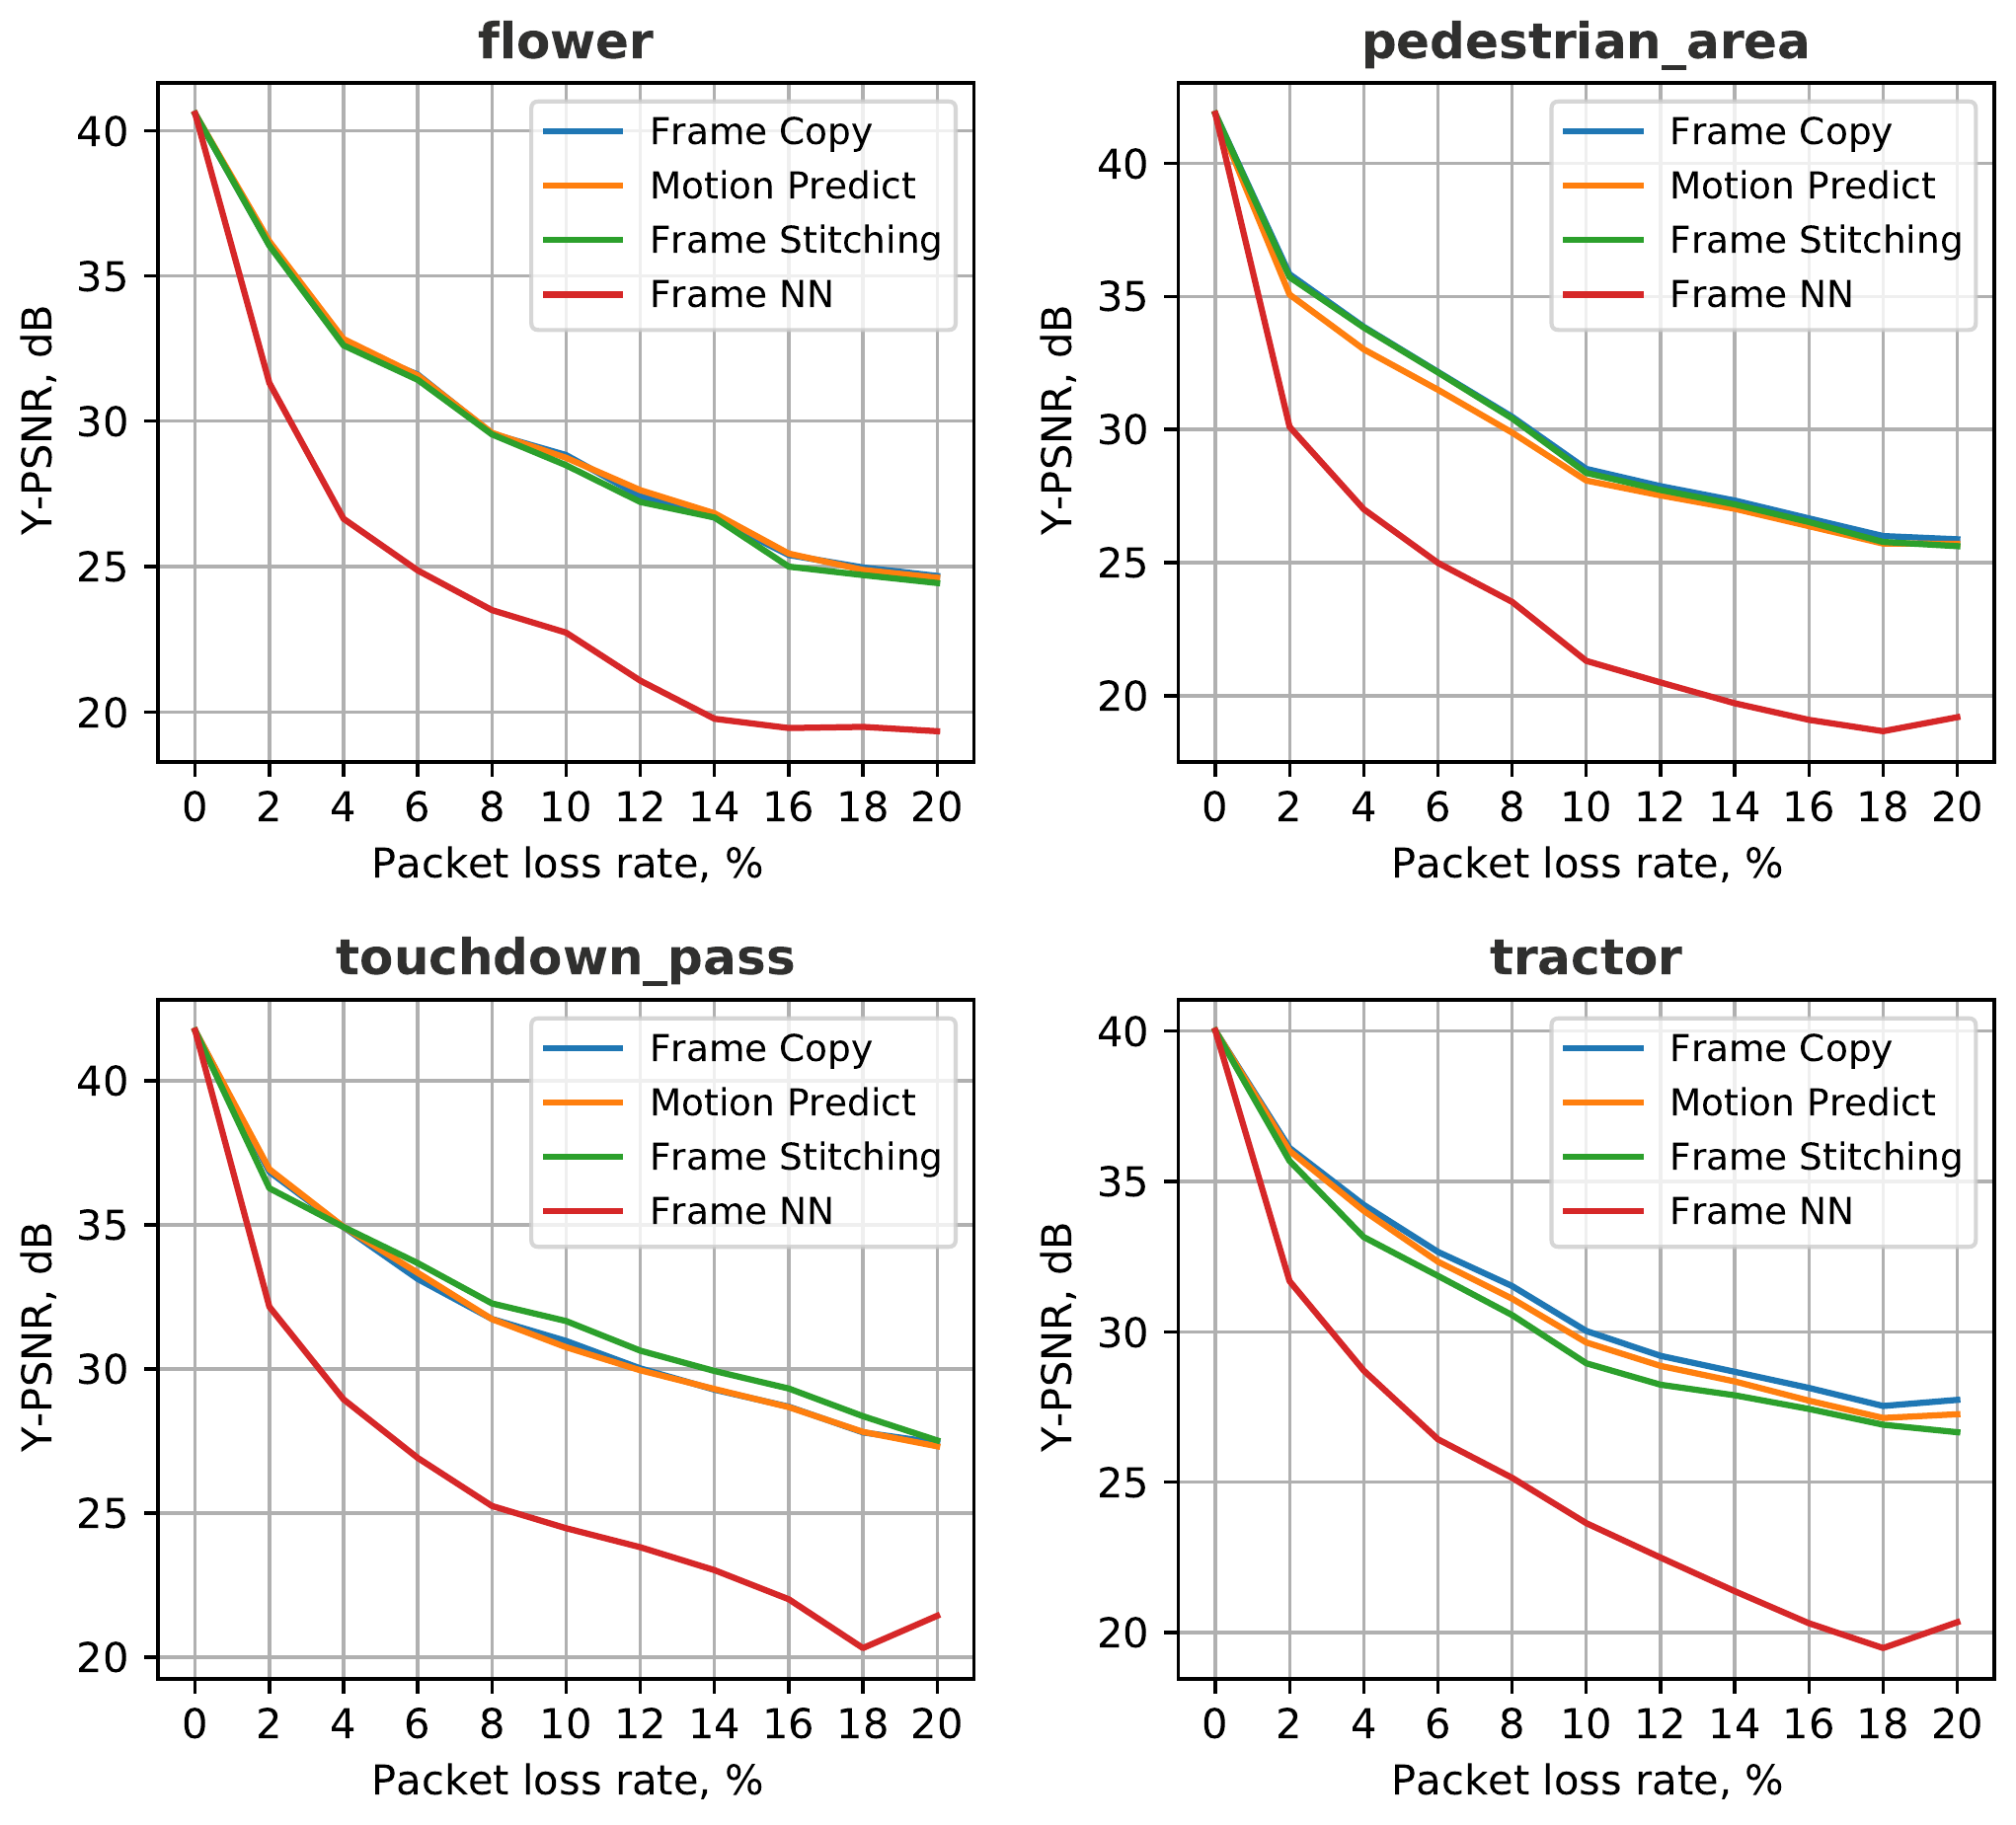 flower
40
35
30
25
20
Y-PSNR, dB
Frame Copy
Motion Predict
Frame Stitching
Frame NN
0 2 4 6 8 10 12 14 16 18 20
Packet loss rate, %
pedestrian_area
40
35
30
25
20
Y-PSNR, dB
Frame Copy
Motion Predict
Frame Stitching
Frame NN
0 2 4 6 8 10 12 14 16 18 20
Packet loss rate, %
touchdown_pass
40
35
30
25
20
Y-PSNR, dB
Frame Copy
Motion Predict
Frame Stitching
Frame NN
0 2 4 6 8 10 12 14 16 18 20
Packet loss rate, %
tractor
40
35
30
25
20
Y-PSNR, dB
Frame Copy
Motion Predict
Frame Stitching
Frame NN
0 2 4 6 8 10 12 14 16 18 20
Packet loss rate, %